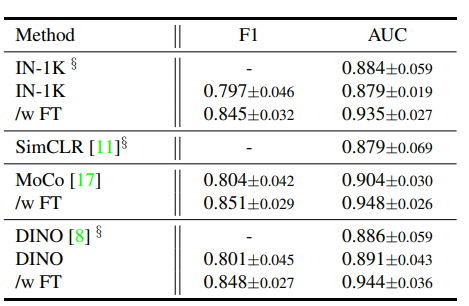 Method F1 AUC
IN-1K § - 0.884±0.059
IN-1K 0.797±0.046 0.879±0.019
/w FT 0.845±0.032 0.935±0.027
SimCLR [11]§ - 0.879±0.069
MoCo [17] 0.804±0.042 0.904±0.030
/w FT 0.851±0.029 0.948±0.026
DINO [8] § - 0.886±0.059
DINO 0.801±0.045 0.891±0.043
/w FT 0.848±0.027 0.944±0.036